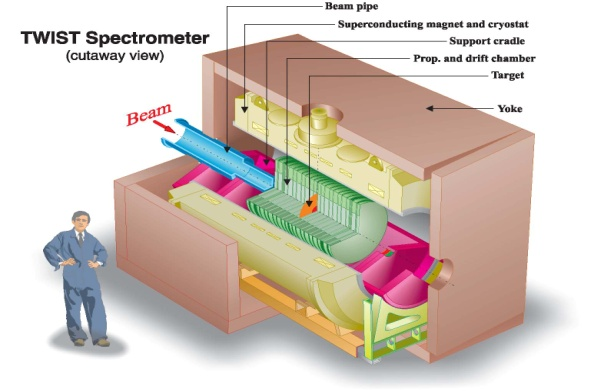 TWIST Spectrometer
(cutaway view)
Beam pipe
Superconducting magnet and cryostat
Support cradle
Prop. and drift chamber
Target
Yoke
Beam